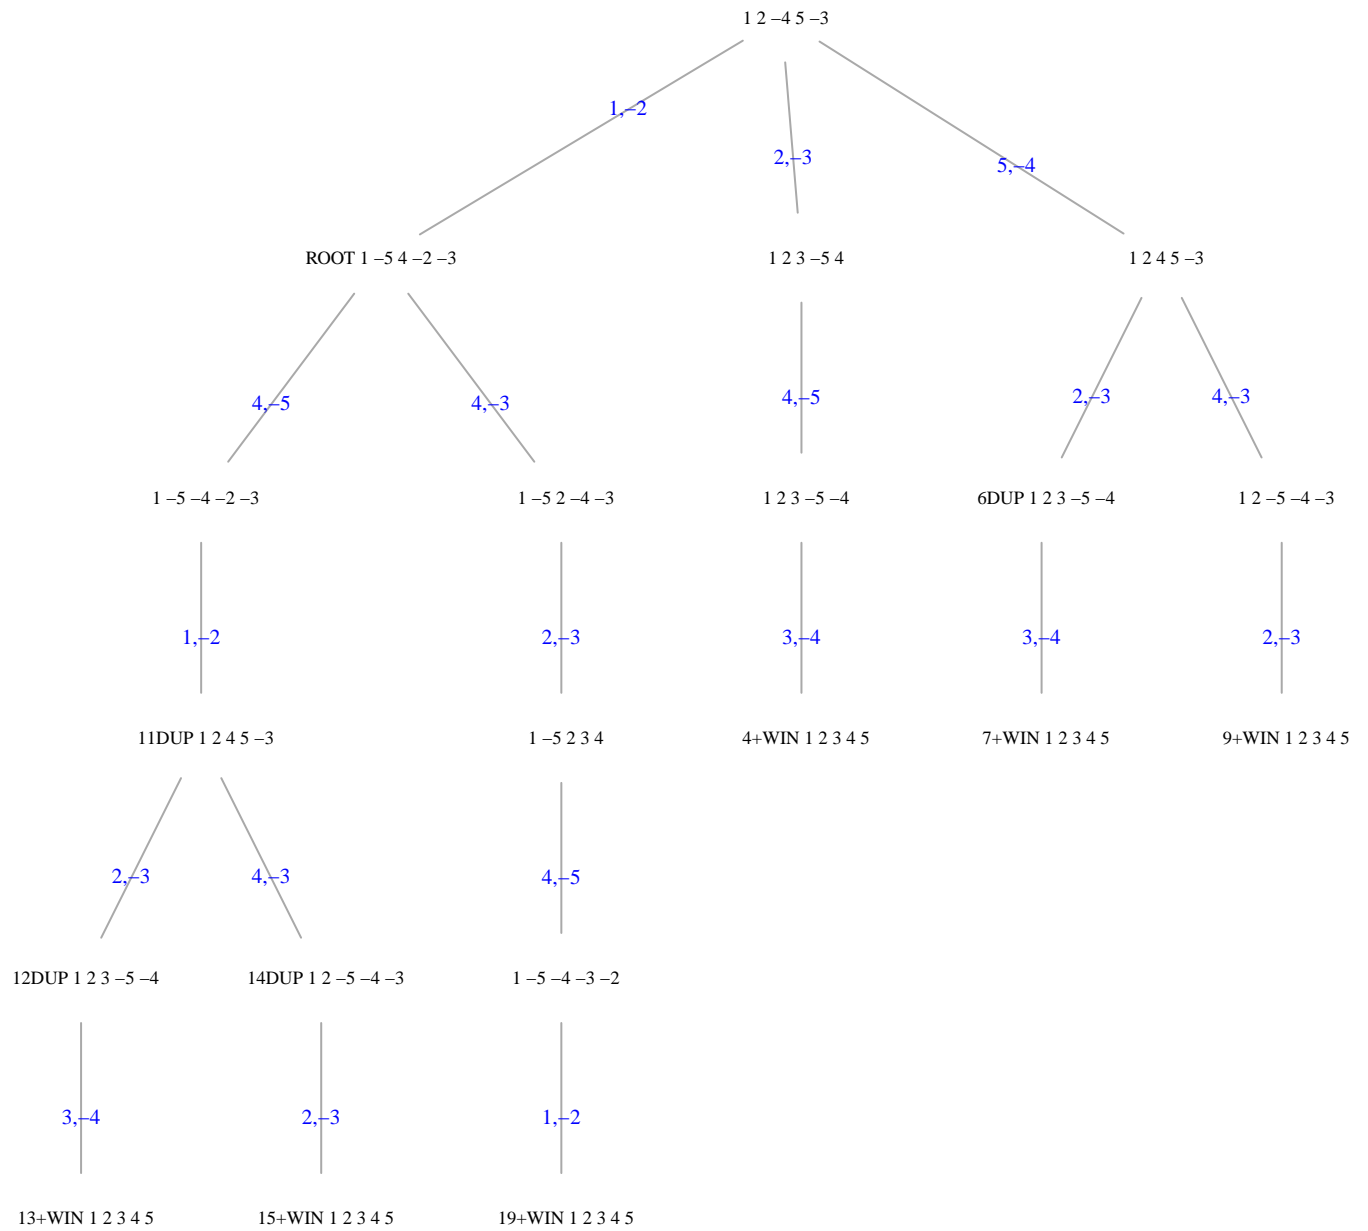 1 2 –4 5 –3
1,–2
2,–3
5,–4
ROOT 1 –5 4 –2 –3
1 2 3 –5 4
1 2 4 5 –3
4,–5
4,–3
4,–5
2,–3
4,–3
1 –5 –4 –2 –3
1 –5 2 –4 –3
1 2 3 –5 –4
6DUP 1 2 3 –5 –4
1 2 –5 –4 –3
1,–2
2,–3
3,–4
3,–4
2,–3
11DUP 1 2 4 5 –3
1 –5 2 3 4
4+WIN 1 2 3 4 5
7+WIN 1 2 3 4 5
9+WIN 1 2 3 4 5
2,–3
4,–3
4,–5
12DUP 1 2 3 –5 –4
14DUP 1 2 –5 –4 –3
1 –5 –4 –3 –2
3,–4
2,–3
1,–2
13+WIN 1 2 3 4 5
15+WIN 1 2 3 4 5
19+WIN 1 2 3 4 5